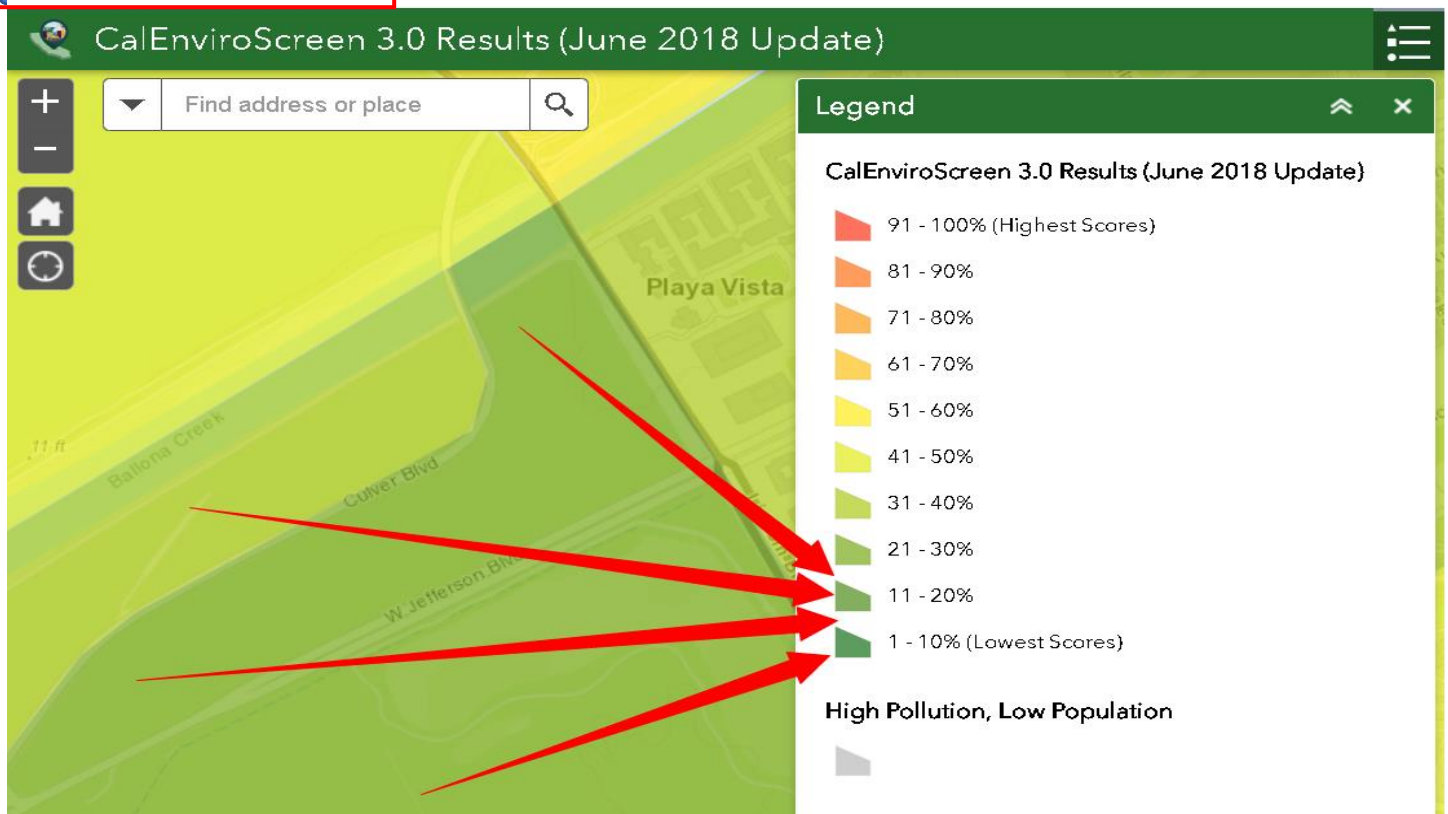 CalEnviroScreen 3.0 Results (June 2018 Update)
Find address or place
Legend
CalEnviroScreen 3.0 Results (June 2018 Update)
91 - 100% (Highest Scores)
81 - 90%
71 - 80%
61 - 70%
51 - 60%
41 - 50%
31 - 40%
21 - 30%
11 - 20%
1 - 10% (Lowest Scores)
High Pollution, Low Population
Playa Vista
11 ft
Ballona Creek
Culver Blvd
W Jefferson Blvd